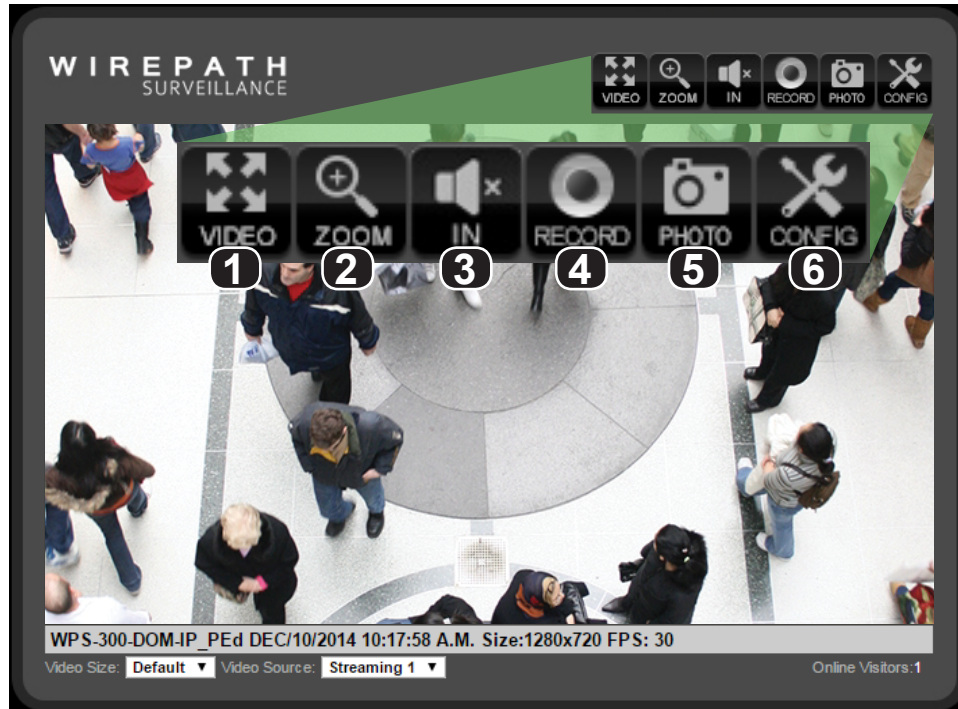 WIREPATH
SURVEILLANCE
VIDEO ZOOM IN RECORD PHOTO CONFIG
VIDEO ZOOM IN RECORD PHOTO CONFIG
1 2 3 4 5 6
WPS-300-DOM-IP_PEd DEC/10/2014 10:17:58 A.M. Size:1280x720 FPS: 30
Video Size: Default ▼ Video Source: Streaming 1 ▼ Online Visitors:1